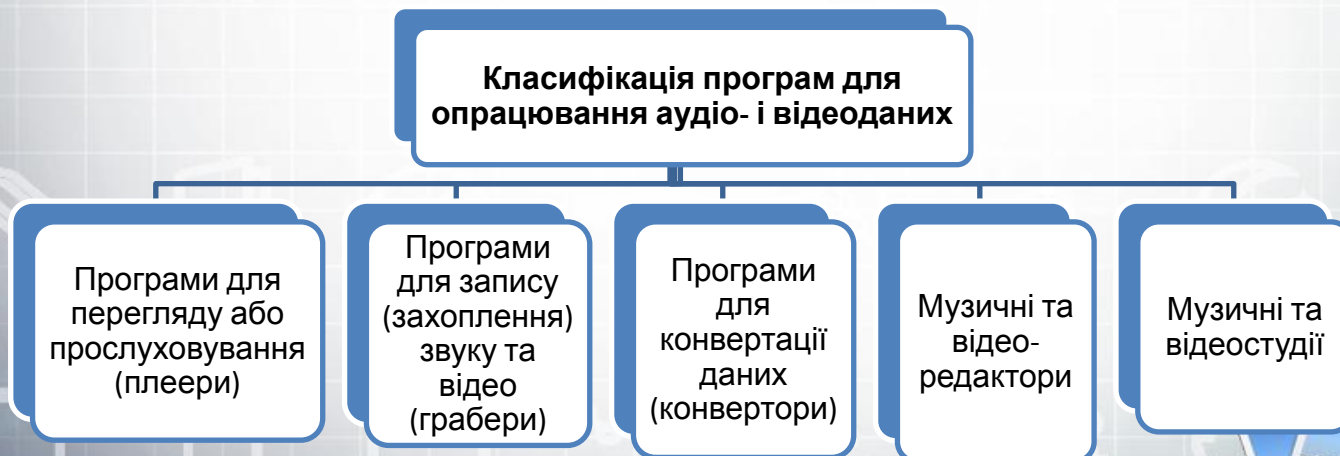 Класифікація програм для
опрацювання аудіо- і відеоданих
Програми для
перегляду або
прослуховування
(плеери)
Програми
для запису
(захоплення)
звуку та
відео
(грабери)
Програми
для
конвертації
даних
(конвертори)
Музичні та
відео-
редактори
Музичні та
відеостудії